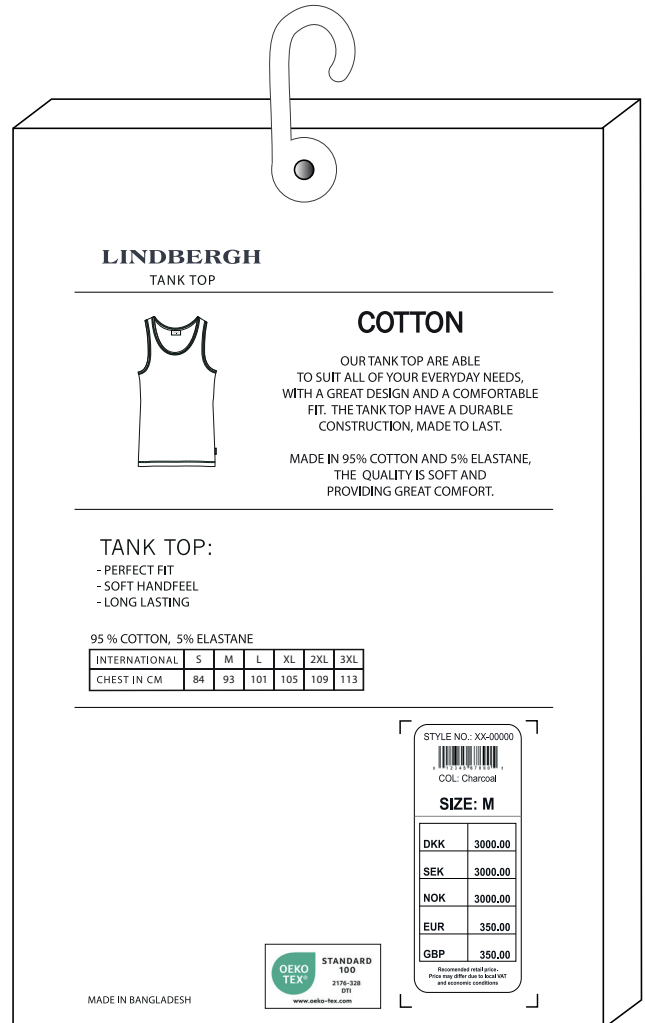 LINDBERGH
TANK TOP
COTTON
OUR TANK TOP ARE ABLE
TO SUIT ALL OF YOUR EVERYDAY NEEDS,
WITH A GREAT DESIGN AND A COMFORTABLE
FIT. THE TANK TOP HAVE A DURABLE
CONSTRUCTION, MADE TO LAST.
MADE IN 95% COTTON AND 5% ELASTANE,
THE QUALITY IS SOFT AND
PROVIDING GREAT COMFORT.
TANK TOP:
- PERFECT FIT
- SOFT HANDFEEL
- LONG LASTING
95 % COTTON, 5% ELASTANE
INTERNATIONAL S M L XL 2XL 3XL
CHEST IN CM 84 93 101 105 109 113
STYLE NO.: XX-00000
COL: Charcoal
SIZE: M
DKK 3000.00
SEK 3000.00
NOK 3000.00
EUR 350.00
GBP 350.00
Recomended retail price-
Price may differ due to local VAT
and economic conditions
OEKO
TEX®
STANDARD
100
2176-328
DTI
www.oeko-tex.com
MADE IN BANGLADESH